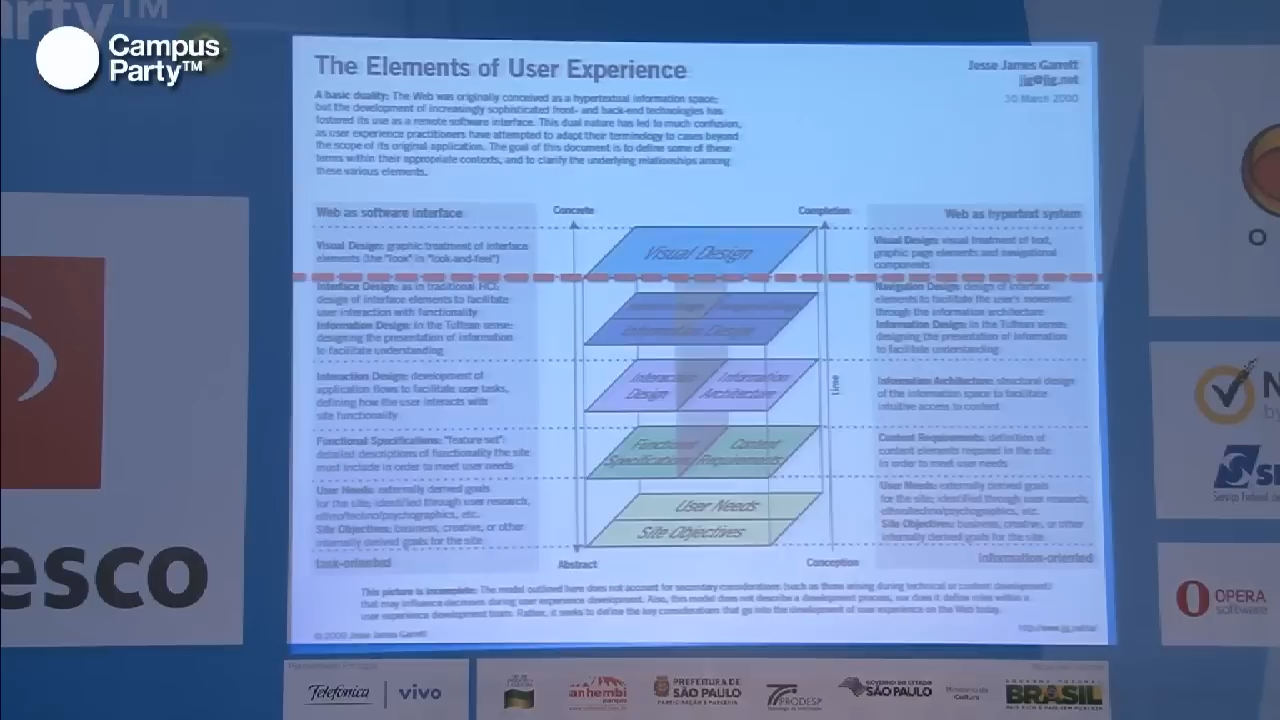 arty™
Campus
Party™
The Elements of User Experience
Jesse James Garrett
jjg@jjg.net
30 March 2000
A basic duality: The Web was originally conceived as a hypertextual information space;
but the development of increasingly sophisticated front- and back-end technologies has
fostered its use as a remote software interface. This dual nature has led to much confusion,
as user experience practitioners have attempted to adapt their terminology to cases beyond
the scope of its original application. The goal of this document is to define some of these
terms within their appropriate contexts, and to clarify the underlying relationships among
these various elements.
Web as software interface
Concrete
Completion
Web as hypertext system
Visual Design: graphic treatment of interface
elements (the "look" in "look-and-feel")
Visual Design
Visual Design: visual treatment of text,
graphic page elements and navigational
components
Interface Design: as in traditional HCI:
design of interface elements to facilitate
user interaction with functionality
Information Design: in the Tuftean sense:
designing the presentation of information
to facilitate understanding
Information Design
Navigation Design: design of interface
elements to facilitate the user's movement
through the information architecture
Information Design: in the Tuftean sense:
designing the presentation of information
to facilitate understanding
Interaction Design: development of
application flows to facilitate user tasks,
defining how the user interacts with
site functionality
Interaction
Design
Information
Architecture
time
Information Architecture: structural design
of the information space to facilitate
intuitive access to content
Functional Specifications: "feature set":
detailed descriptions of functionality the site
must include in order to meet user needs
Functional
Specifications
Content
Requirements
Content Requirements: definition of
content elements required in the site
in order to meet user needs
User Needs: externally derived goals
for the site; identified through user research,
ethno/techno/psychographics, etc.
Site Objectives: business, creative, or other
internally derived goals for the site
User Needs
Site Objectives
User Needs: externally derived goals
for the site; identified through user research,
ethno/techno/psychographics, etc.
Site Objectives: business, creative, or other
internally derived goals for the site
task-oriented
Abstract
Conception
information-oriented
This picture is incomplete: The model outlined here does not account for secondary considerations (such as those arising during technical or content development)
that may influence decisions during user experience development. Also, this model does not describe a development process, nor does it define roles within a
user experience development team. Rather, it seeks to define the key considerations that go into the development of user experience on the Web today.
© 2000 Jesse James Garrett
http://www.jjg.net/ia/
esco
O
N
by
Serviço Federal
OPERA
software
Telefónica
vivo
anhembi
parque
PREFEITURA DE
SÃO PAULO
PRODESP
GOVERNO DO ESTADO
SÃO PAULO
Ministério da
Cultura
BRASIL